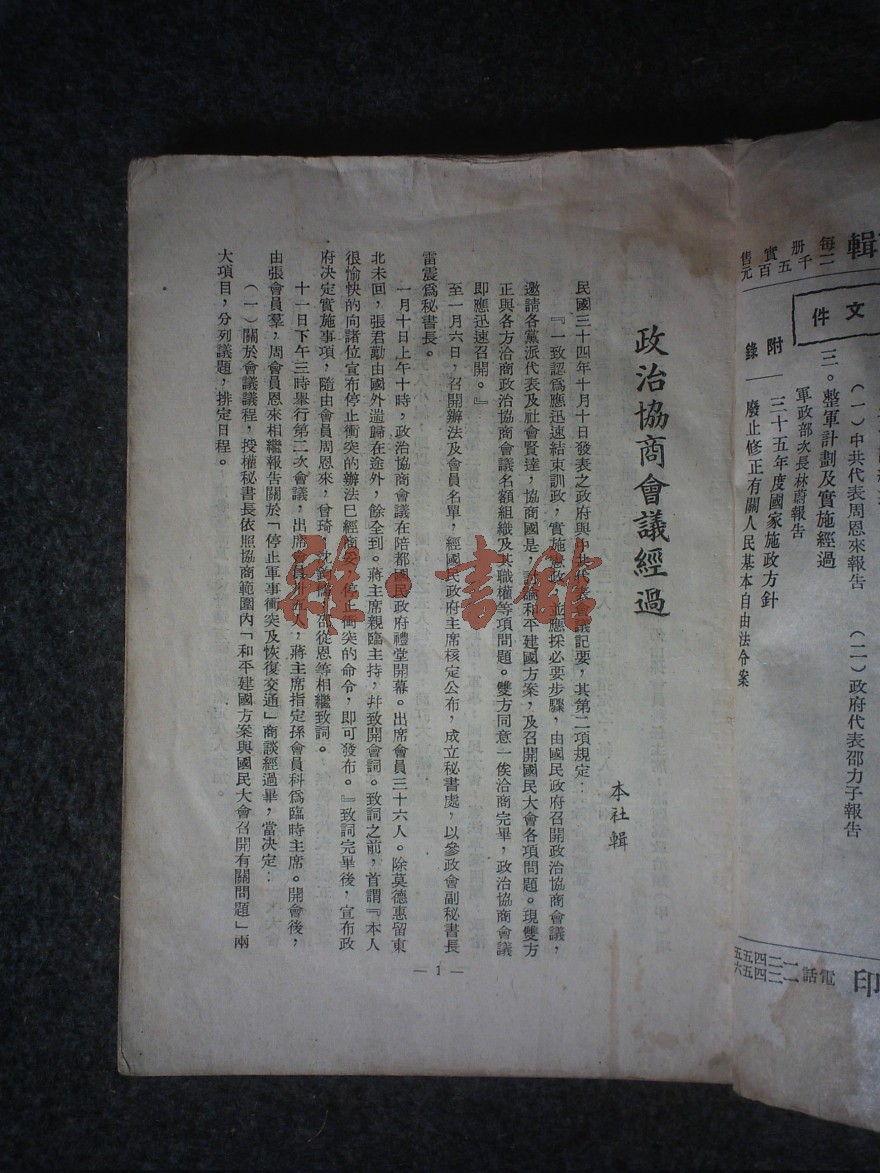 政治協商會議經過
本社輯
民國三十四年十月十日發表之政府與中共代表會議記要，其第二項規定：
『一致認爲應迅速結束訓政，實施憲政，並應採必要步驟，由國民政府召開政治協商會議，
邀請各黨派代表及社會賢達，協商國是，討論和平建國方案，及召開國民大會各項問題。現雙方
正與各方洽商政治協商會議名額組織及其職權等項問題。雙方同意一俟洽商完畢，政治協商會議
即應迅速召開。』
至一月六日，召開辦法及會員名單，經國民政府主席核定公布，成立秘書處，以參政會副秘書長
雷震爲秘書長。
一月十日上午十時，政治協商會議在陪都國民政府禮堂開幕。出席會員三十六人。除莫德惠留東
北未回，張君勱由國外遄歸在途外，餘全到。蔣主席親臨主持，幷致開會詞。致詞之前，首謂『本人
很愉快的向諸位宣布停止衝突的辦法已經商妥，停止衝突的命令，即可發布。』致詞完畢後，宣布政
府決定實施事項，隨由會員周恩來，曾琦，沈鈞儒，邵從恩等相繼致詞。
十一日下午三時舉行第二次會議，出席會員卅五人，蔣主席指定孫會員科爲臨時主席。開會後，
由張會員羣，周會員恩來相繼報告關於「停止軍事衝突及恢復交通」商談經過畢，當決定：
（一）關於會議議程，授權秘書長依照協商範圍內「和平建國方案與國民大會召開有關問題」兩
大項目，分列議題，排定日程。
— 1 —
輯
每册實售
二千五百元
文件
（一）中共代表周恩來報告 （二）政府代表邵力子報告
三。整軍計劃及實施經過
軍政部次長林蔚報告
附錄—
三十五年度國家施政方針
廢止修正有關人民基本自由法令案
印
電話
雜·書館